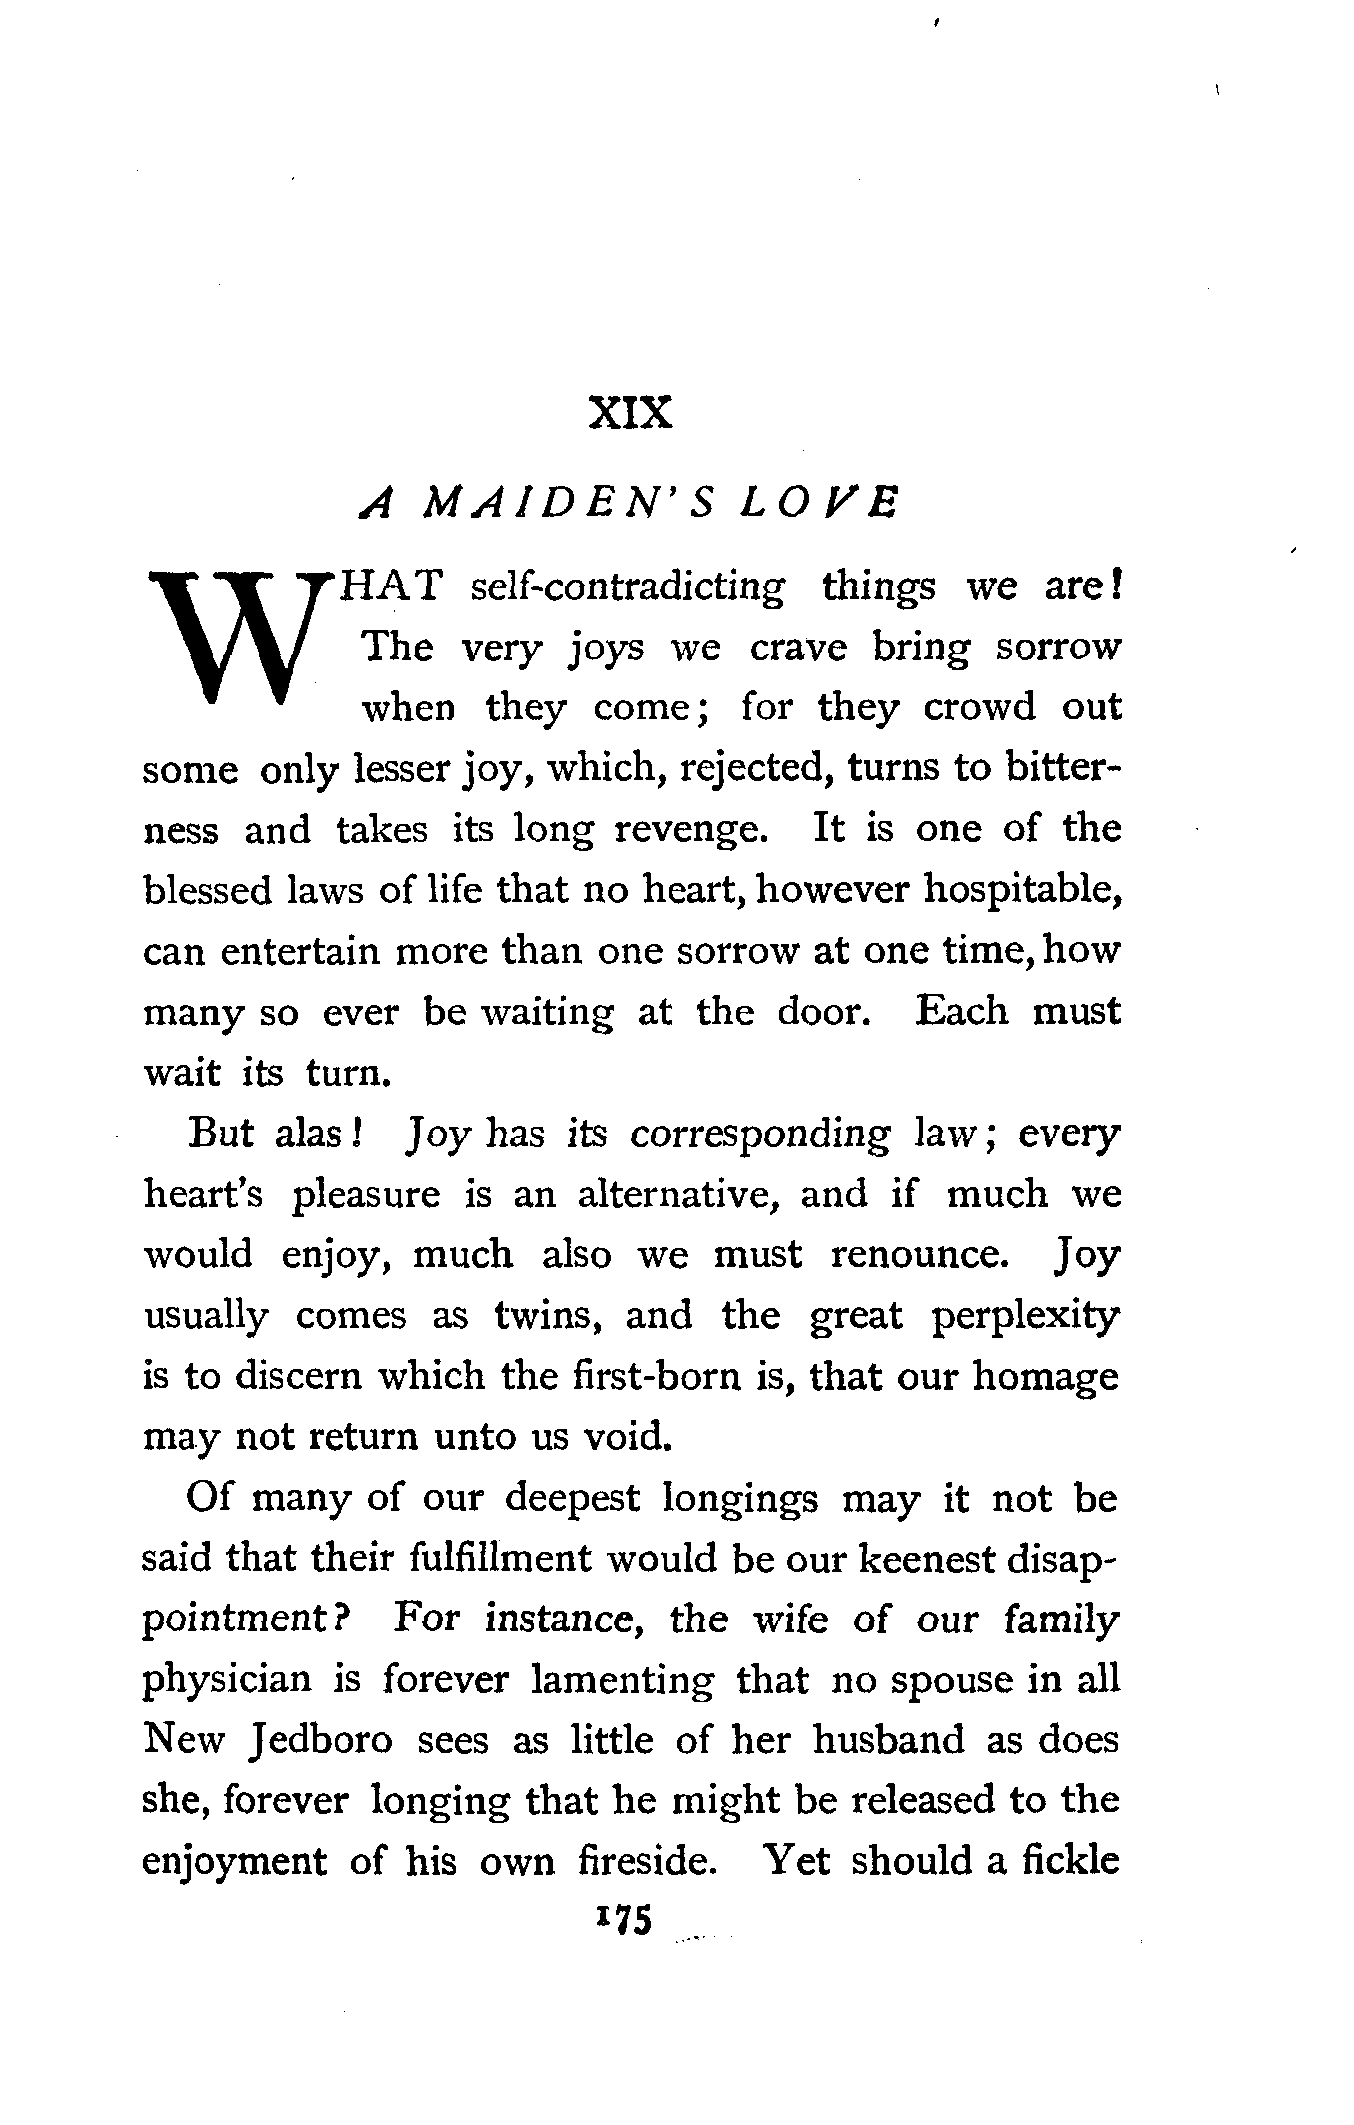 XIX
A MAIDEN'S LOVE
WHAT self-contradicting things we are!
The very joys we crave bring sorrow
when they come; for they crowd out
some only lesser joy, which, rejected, turns to bitter-
ness and takes its long revenge. It is one of the
blessed laws of life that no heart, however hospitable,
can entertain more than one sorrow at one time, how
many so ever be waiting at the door. Each must
wait its turn.
But alas! Joy has its corresponding law; every
heart's pleasure is an alternative, and if much we
would enjoy, much also we must renounce. Joy
usually comes as twins, and the great perplexity
is to discern which the first-born is, that our homage
may not return unto us void.
Of many of our deepest longings may it not be
said that their fulfillment would be our keenest disap-
pointment? For instance, the wife of our family
physician is forever lamenting that no spouse in all
New Jedboro sees as little of her husband as does
she, forever longing that he might be released to the
enjoyment of his own fireside. Yet should a fickle
175